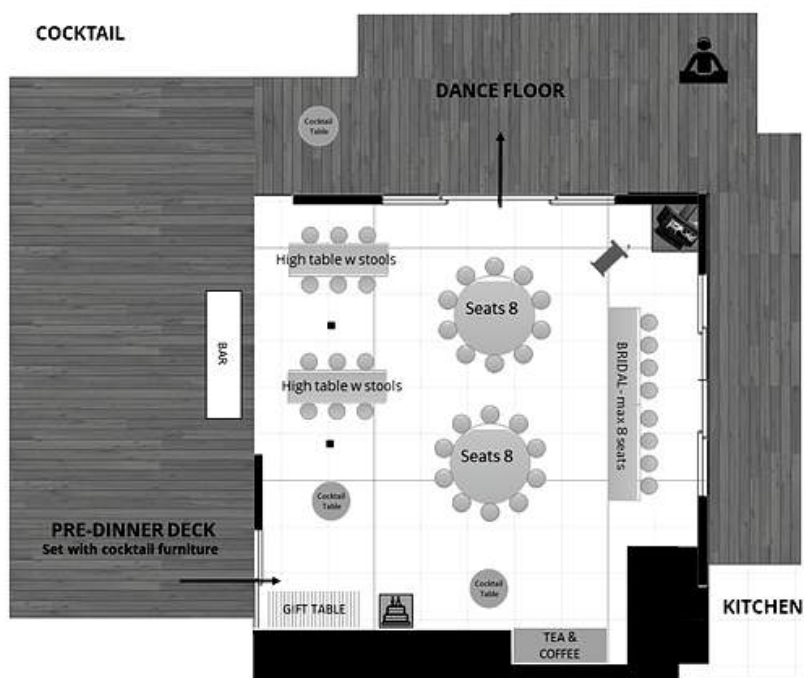 COCKTAIL
DANCE FLOOR
Cocktail
Table
High table w stools
Seats 8
BAR
High table w stools
BRIDAL - max 8 seats
Seats 8
Cocktail
Table
PRE-DINNER DECK
Set with cocktail furniture
Cocktail
Table
GIFT TABLE
KITCHEN
TEA &
COFFEE